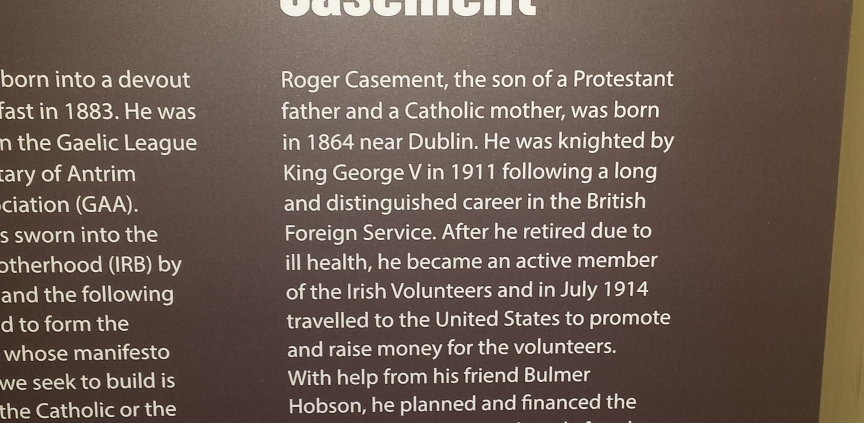 Casement
born into a devout
fast in 1883. He was
n the Gaelic League
tary of Antrim
ciation (GAA).
s sworn into the
otherhood (IRB) by
and the following
d to form the
whose manifesto
we seek to build is
the Catholic or the
Roger Casement, the son of a Protestant
father and a Catholic mother, was born
in 1864 near Dublin. He was knighted by
King George V in 1911 following a long
and distinguished career in the British
Foreign Service. After he retired due to
ill health, he became an active member
of the Irish Volunteers and in July 1914
travelled to the United States to promote
and raise money for the volunteers.
With help from his friend Bulmer
Hobson, he planned and financed the